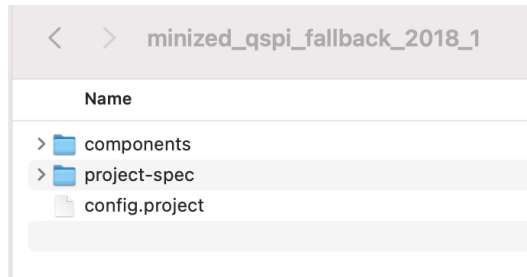 minized_qspi_fallback_2018_1
Name
components
project-spec
config.project